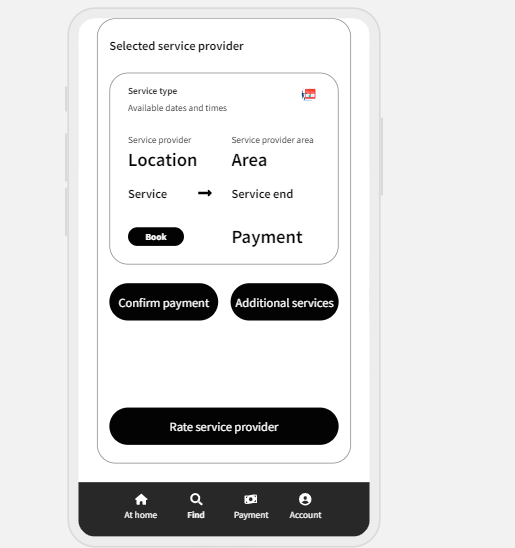 Selected service provider
Service type
Available dates and times
Service provider Service provider area
Location Area
Service → Service end
Book Payment
Confirm payment Additional services
Rate service provider
At home Find Payment Account